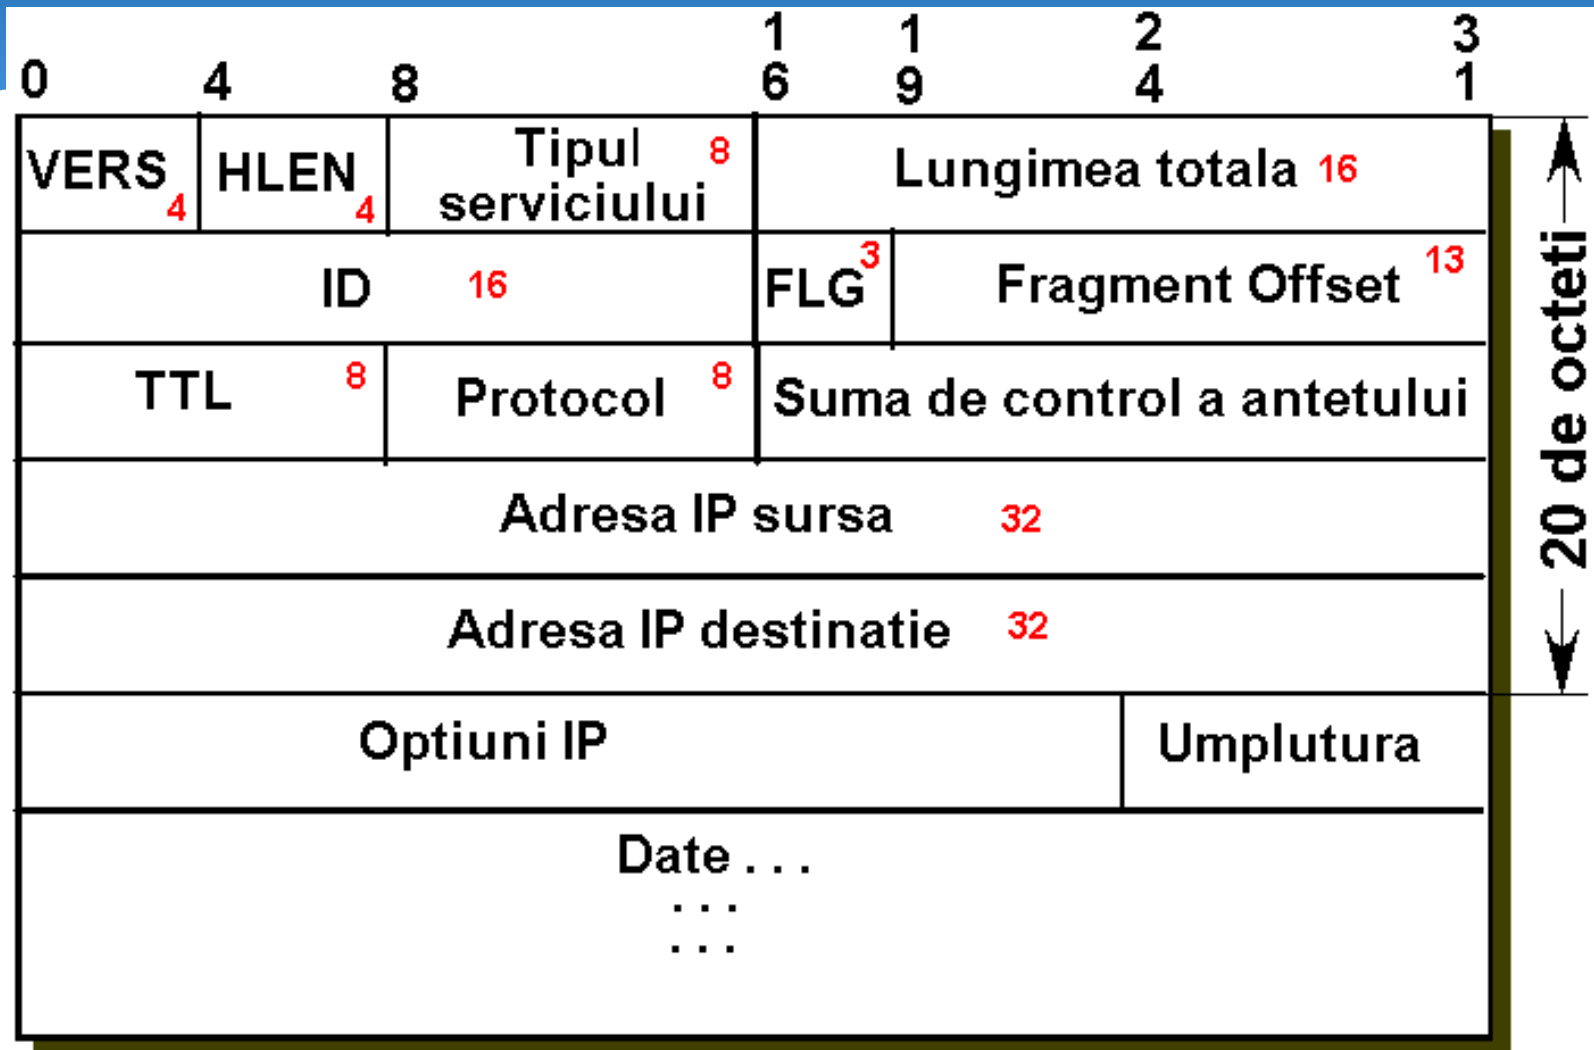 0 4 8 16 19 24 31
VERS 4 HLEN 4 Tipul 8 Lungimea totala 16
serviciului
ID 16 FLG 3 Fragment Offset 13
TTL 8 Protocol 8 Suma de control a antetului
Adresa IP sursa 32
Adresa IP destinatie 32
Optiuni IP Umplutura
Date . . .
. . .
. . .
20 de octeti